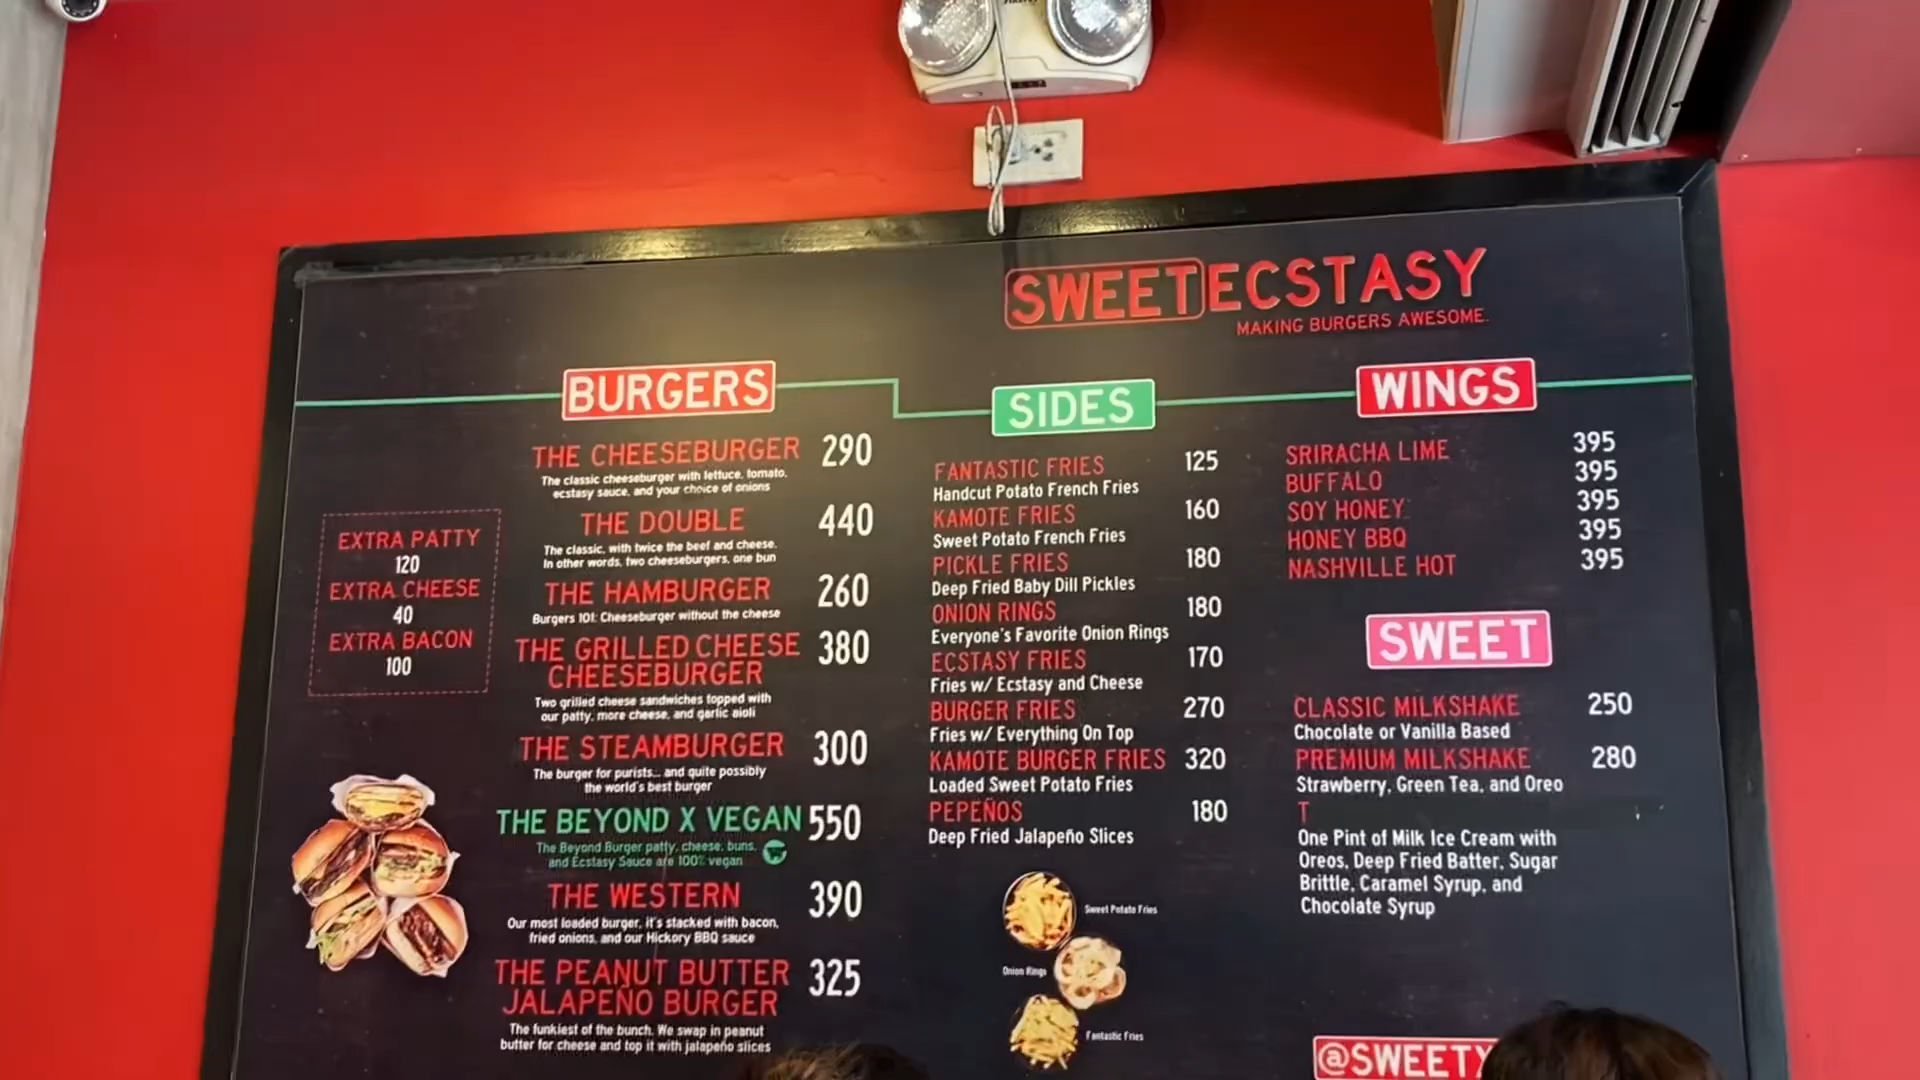 SWEETECSTASY
MAKING BURGERS AWESOME.
BURGERS
THE CHEESEBURGER 290
The classic cheeseburger with lettuce, tomato,
ecstasy sauce, and your choice of onions
THE DOUBLE 440
The classic, with twice the beef and cheese.
In other words, two cheeseburgers, one bun
THE HAMBURGER 260
Burgers 101: Cheeseburger without the cheese
THE GRILLED CHEESE 380
CHEESEBURGER
Two grilled cheese sandwiches topped with
our patty, more cheese, and garlic aioli
THE STEAMBURGER 300
The burger for purists... and quite possibly
the world's best burger
THE BEYOND X VEGAN 550
The Beyond Burger patty, cheese, buns,
and Ecstasy Sauce are 100% vegan
THE WESTERN 390
Our most loaded burger, it's stacked with bacon,
fried onions, and our Hickory BBQ sauce
THE PEANUT BUTTER 325
JALAPEÑO BURGER
The funkiest of the bunch. We swap in peanut
butter for cheese and top it with jalapeño slices
EXTRA PATTY
120
EXTRA CHEESE
40
EXTRA BACON
100
SIDES
FANTASTIC FRIES 125
Handcut Potato French Fries
KAMOTE FRIES 160
Sweet Potato French Fries
PICKLE FRIES 180
Deep Fried Baby Dill Pickles
ONION RINGS 180
Everyone's Favorite Onion Rings
ECSTASY FRIES 170
Fries w/ Ecstasy and Cheese
BURGER FRIES 270
Fries w/ Everything On Top
KAMOTE BURGER FRIES 320
Loaded Sweet Potato Fries
PEPEÑOS 180
Deep Fried Jalapeño Slices
Sweet Potato Fries
Onion Rings
Fantastic Fries
WINGS
SRIRACHA LIME 395
BUFFALO 395
SOY HONEY 395
HONEY BBQ 395
NASHVILLE HOT 395
SWEET
CLASSIC MILKSHAKE 250
Chocolate or Vanilla Based
PREMIUM MILKSHAKE 280
Strawberry, Green Tea, and Oreo
T
One Pint of Milk Ice Cream with
Oreos, Deep Fried Batter, Sugar
Brittle, Caramel Syrup, and
Chocolate Syrup